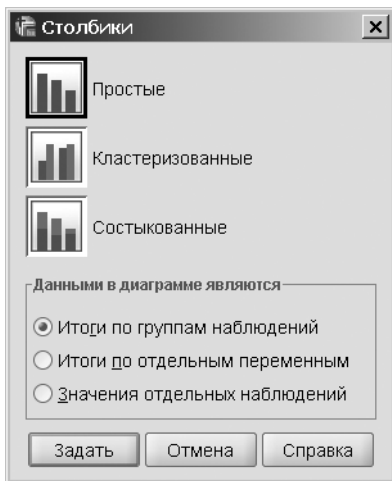 Столбики
Простые
Кластеризованные
Состыкованные
Данными в диаграмме являются
Итоги по группам наблюдений
Итоги по отдельным переменным
Значения отдельных наблюдений
Задать Отмена Справка